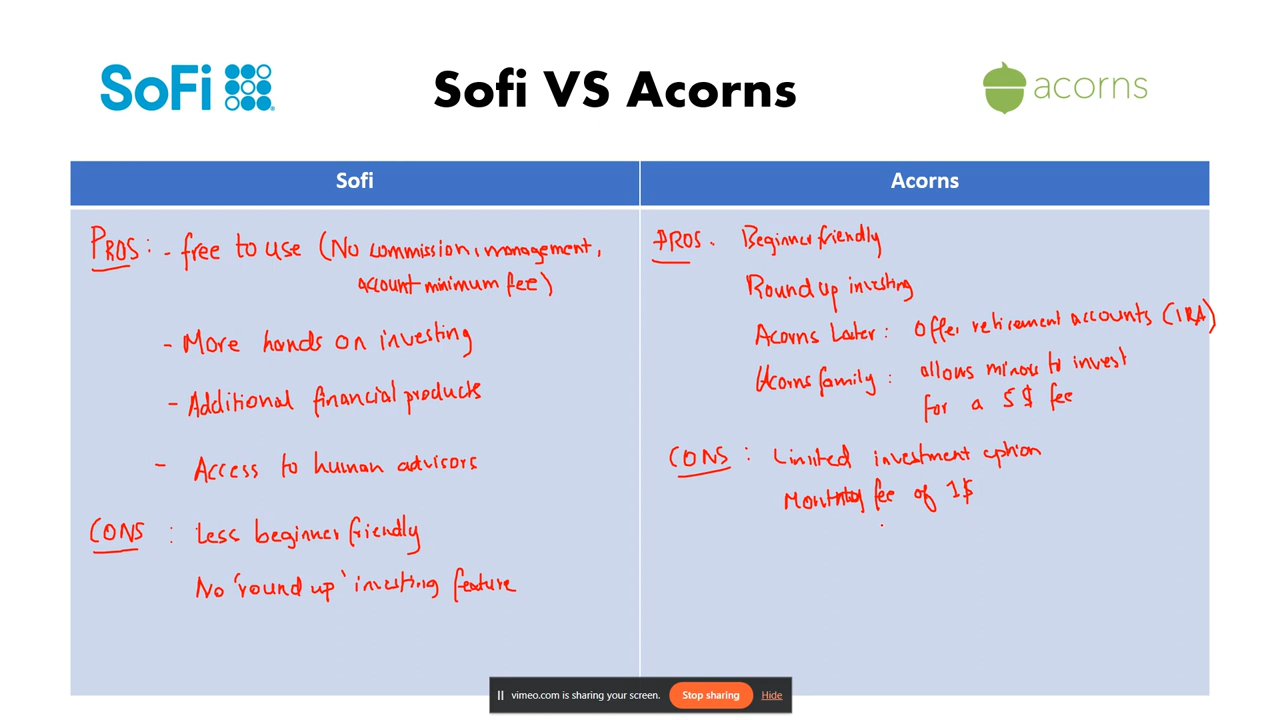 SoFi
Sofi VS Acorns
acorns
Sofi
Acorns
PROS : - free to use (No commission, management,
account minimum fee)
- More hands on investing
- Additional financial products
- Access to human advisors
CONS : Less beginner friendly
No 'round up' investing feature
PROS. Beginner friendly
Round up investing
Acorns Later : Offer retirement accounts (IRA)
Acorns family : allows minors to invest
for a 5$ fee
CONS : Limited investment option
Monthly fee of 1$
vimeo.com is sharing your screen. Stop sharing Hide